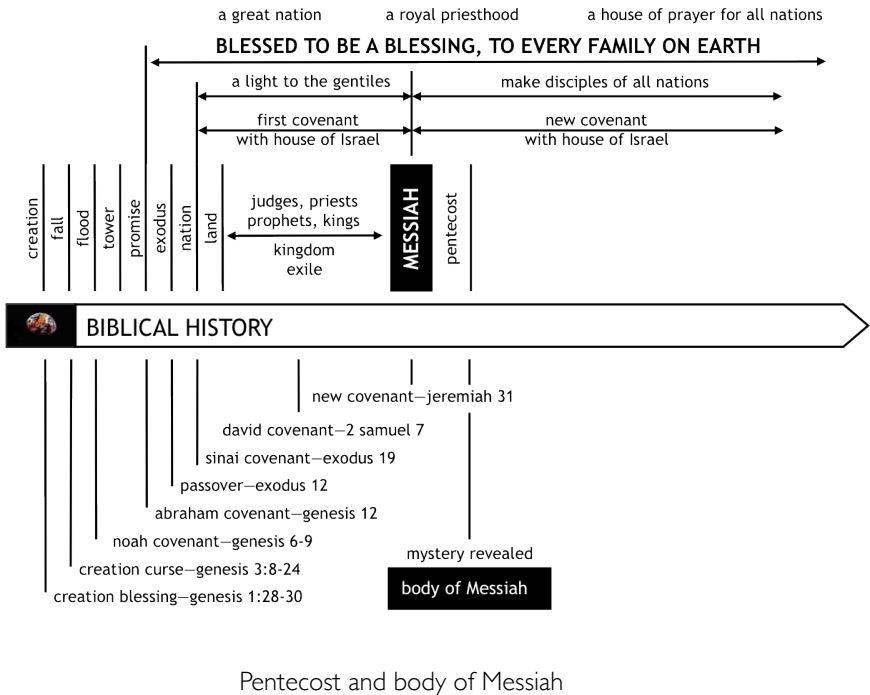 a great nation
a royal priesthood
a house of prayer for all nations
BLESSED TO BE A BLESSING, TO EVERY FAMILY ON EARTH
a light to the gentiles
make disciples of all nations
first covenant
with house of Israel
new covenant
with house of Israel
creation
fall
flood
tower
promise
exodus
nation
land
judges, priests
prophets, kings
kingdom
exile
MESSIAH
pentecost
BIBLICAL HISTORY
new covenant—jeremiah 31
david covenant—2 samuel 7
sinai covenant—exodus 19
passover—exodus 12
abraham covenant—genesis 12
noah covenant—genesis 6-9
creation curse—genesis 3:8-24
creation blessing—genesis 1:28-30
mystery revealed
body of Messiah
Pentecost and body of Messiah